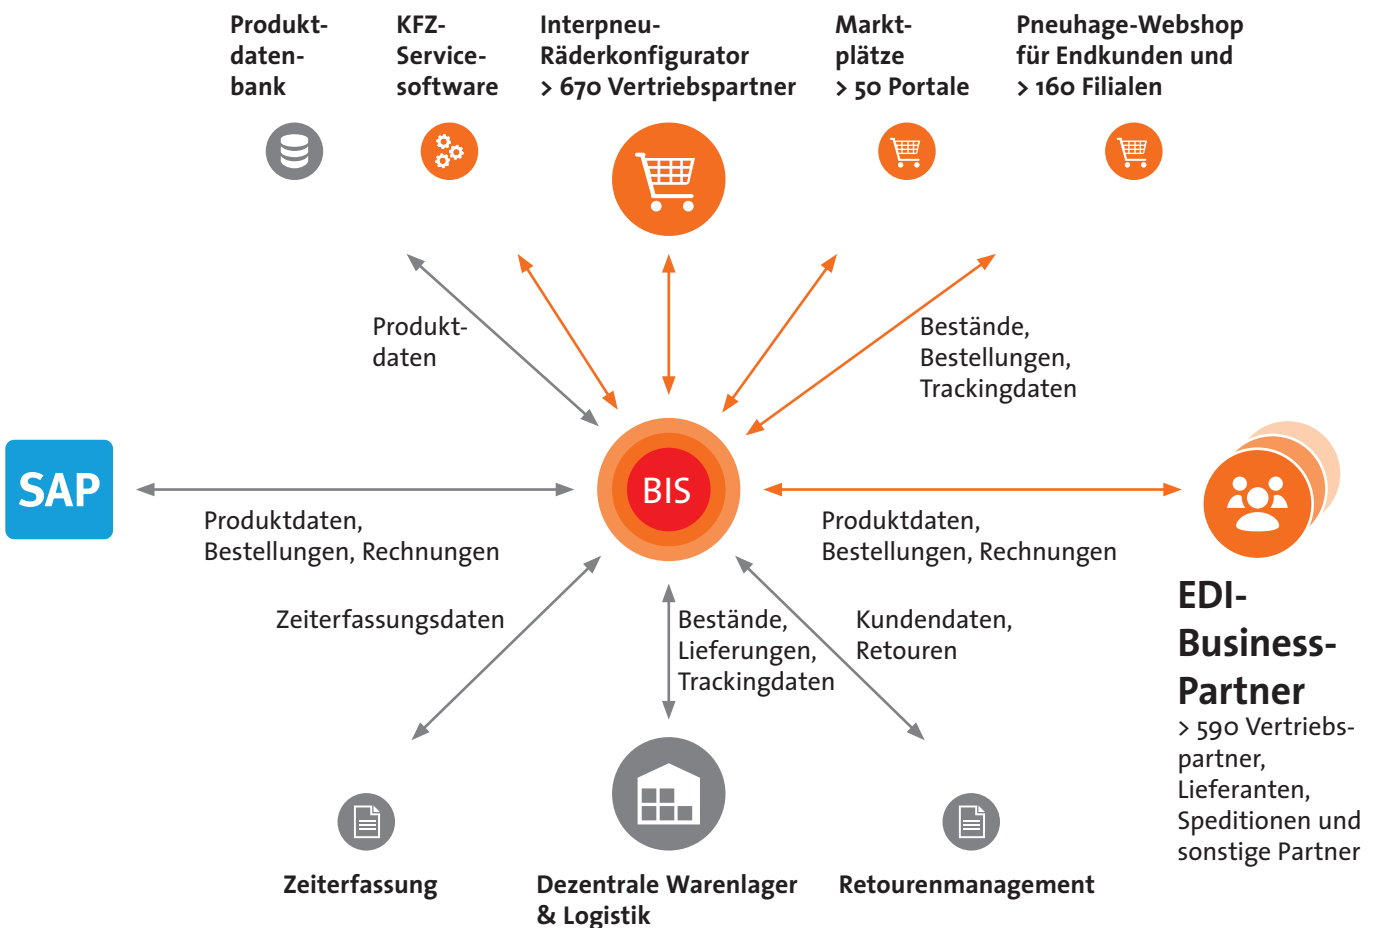 Produkt-
daten-
bank
KFZ-
Service-
software
Interpneu-
Räderkonfigurator
> 670 Vertriebspartner
Markt-
plätze
> 50 Portale
Pneuhage-Webshop
für Endkunden und
> 160 Filialen
Produkt-
daten
Bestände,
Bestellungen,
Trackingdaten
SAP
BIS
Produktdaten,
Bestellungen, Rechnungen
Produktdaten,
Bestellungen, Rechnungen
Zeiterfassungsdaten
Bestände,
Lieferungen,
Trackingdaten
Kundendaten,
Retouren
EDI-
Business-
Partner
> 590 Vertriebs-
partner,
Lieferanten,
Speditionen und
sonstige Partner
Zeiterfassung
Dezentrale Warenlager
& Logistik
Retourenmanagement